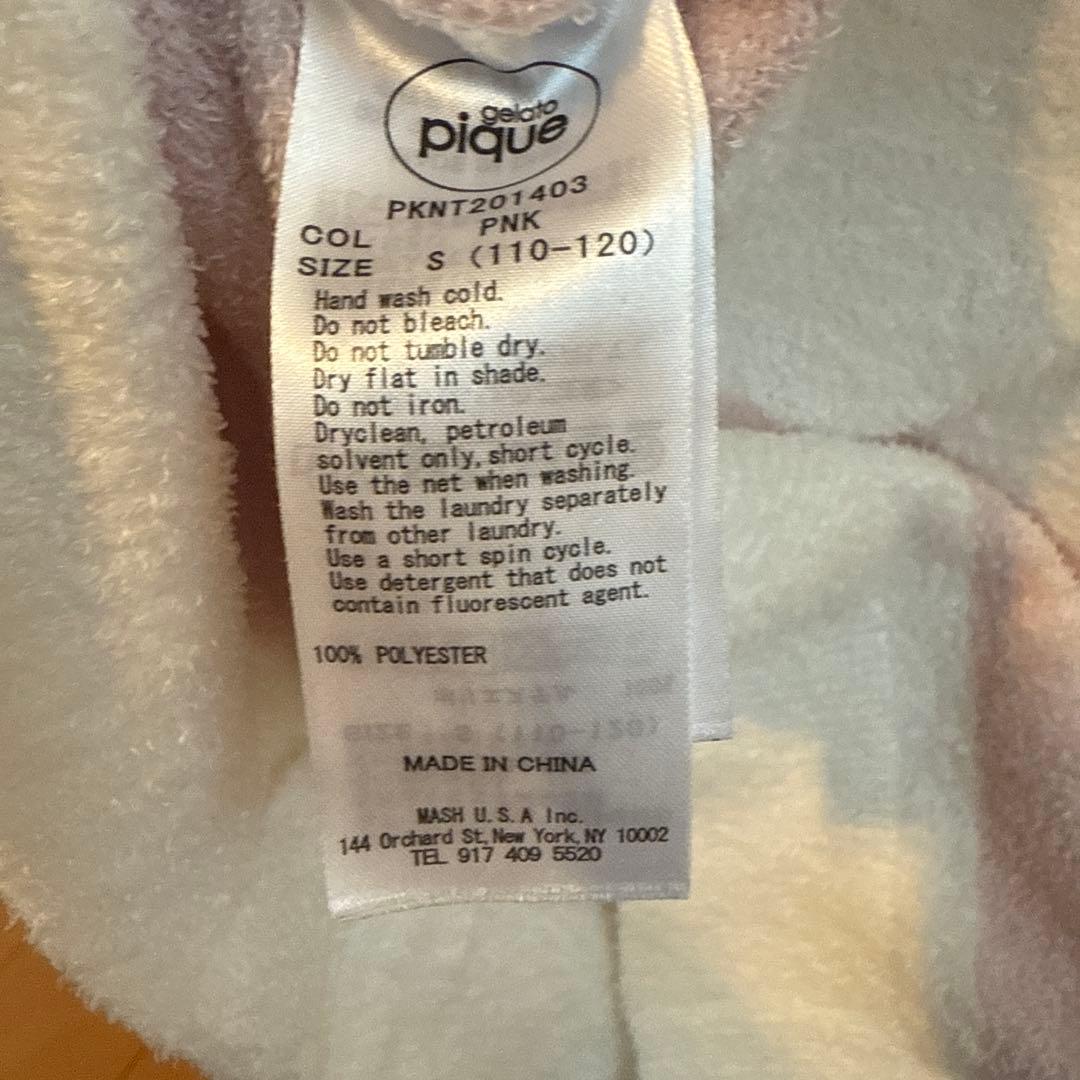 gelato
pique
PKNT201403
COL PNK
SIZE S (110-120)
Hand wash cold.
Do not bleach.
Do not tumble dry.
Dry flat in shade.
Do not iron.
Dryclean, petroleum
solvent only, short cycle.
Use the net when washing.
Wash the laundry separately
from other laundry.
Use a short spin cycle.
Use detergent that does not
contain fluorescent agent.
100% POLYESTER
MADE IN CHINA
MASH U.S.A Inc.
144 Orchard St, New York, NY 10002
TEL 917 409 5520